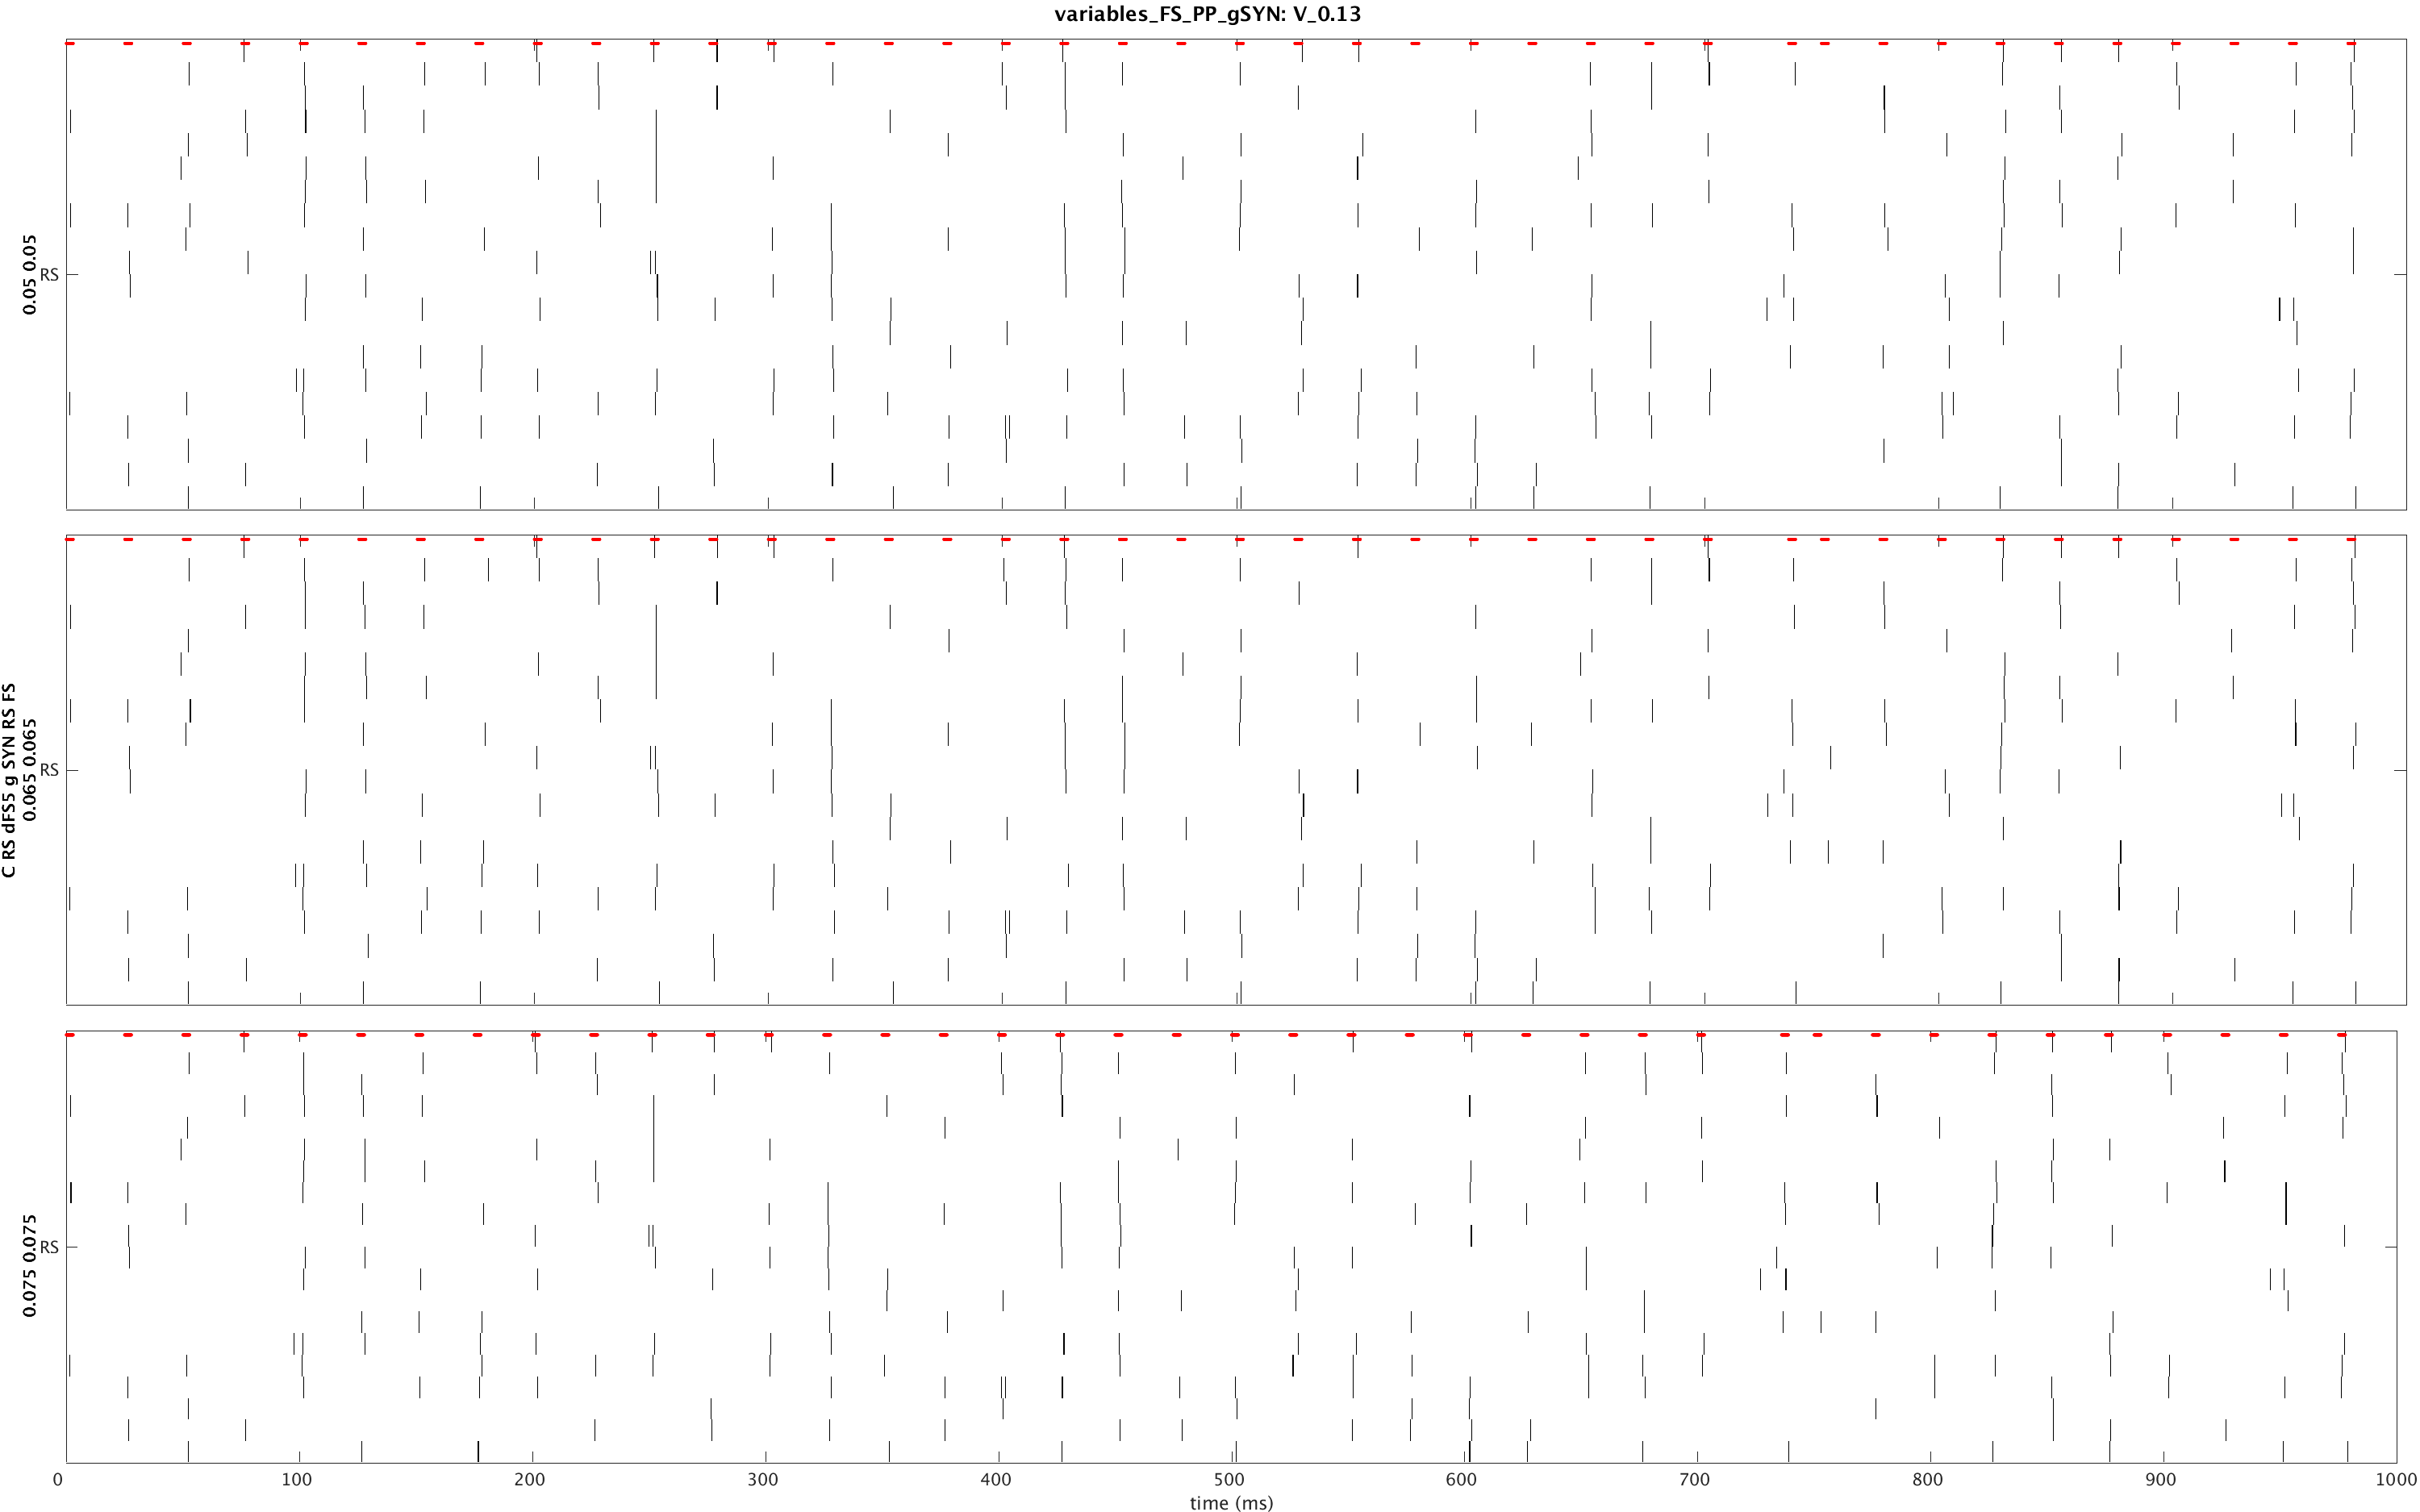 variables_FS_PP_gSYN: V_0.13
C RS dFS5 g SYN RS FS
0.05 0.05
RS
0.065 0.065
RS
0.075 0.075
RS
0 100 200 300 400 500 600 700 800 900 1000
time (ms)